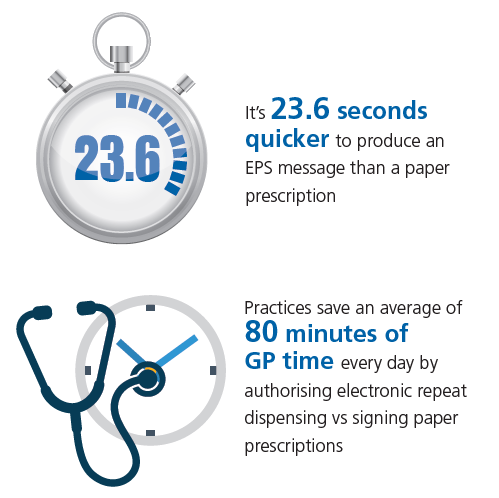 23.6
It's 23.6 seconds
quicker to produce an
EPS message than a paper
prescription
Practices save an average of
80 minutes of
GP time every day by
authorising electronic repeat
dispensing vs signing paper
prescriptions